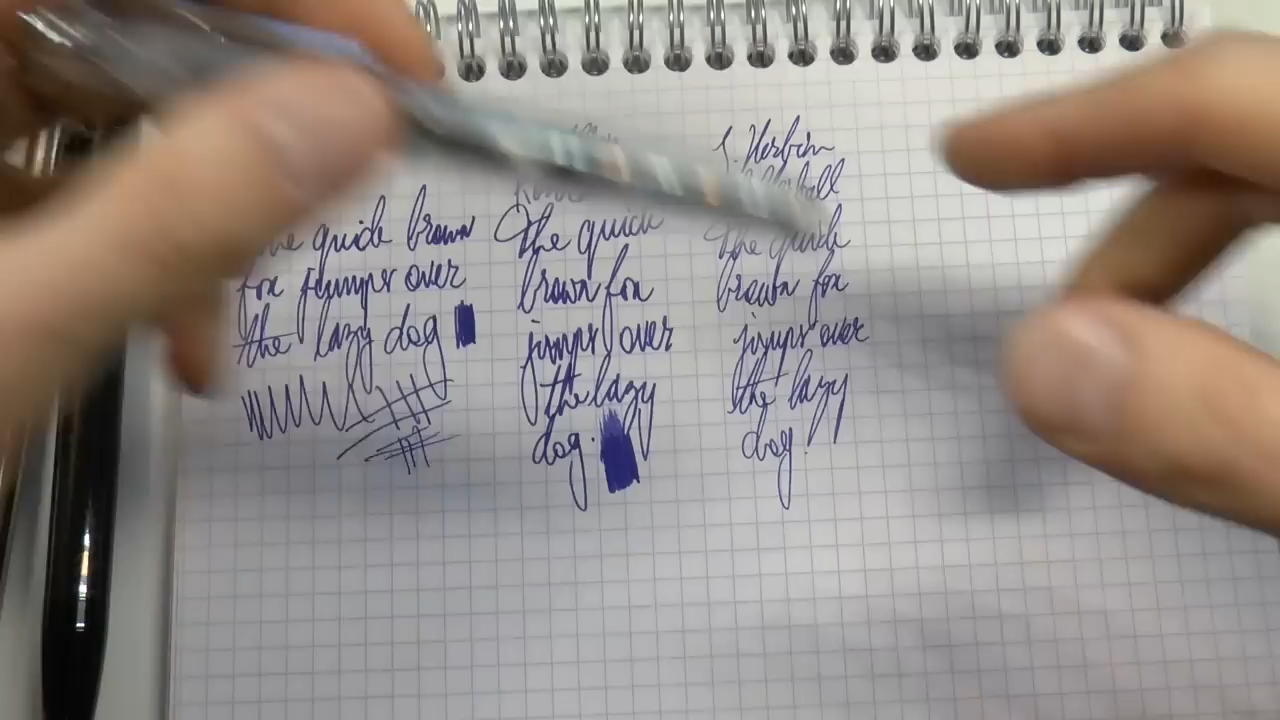 quick brown
fox jumps over
the lazy dog
The quick
brown fox
jumps over
the lazy
dog.
J. Herbin
The quick
brown fox
jumps over
the lazy
dog.